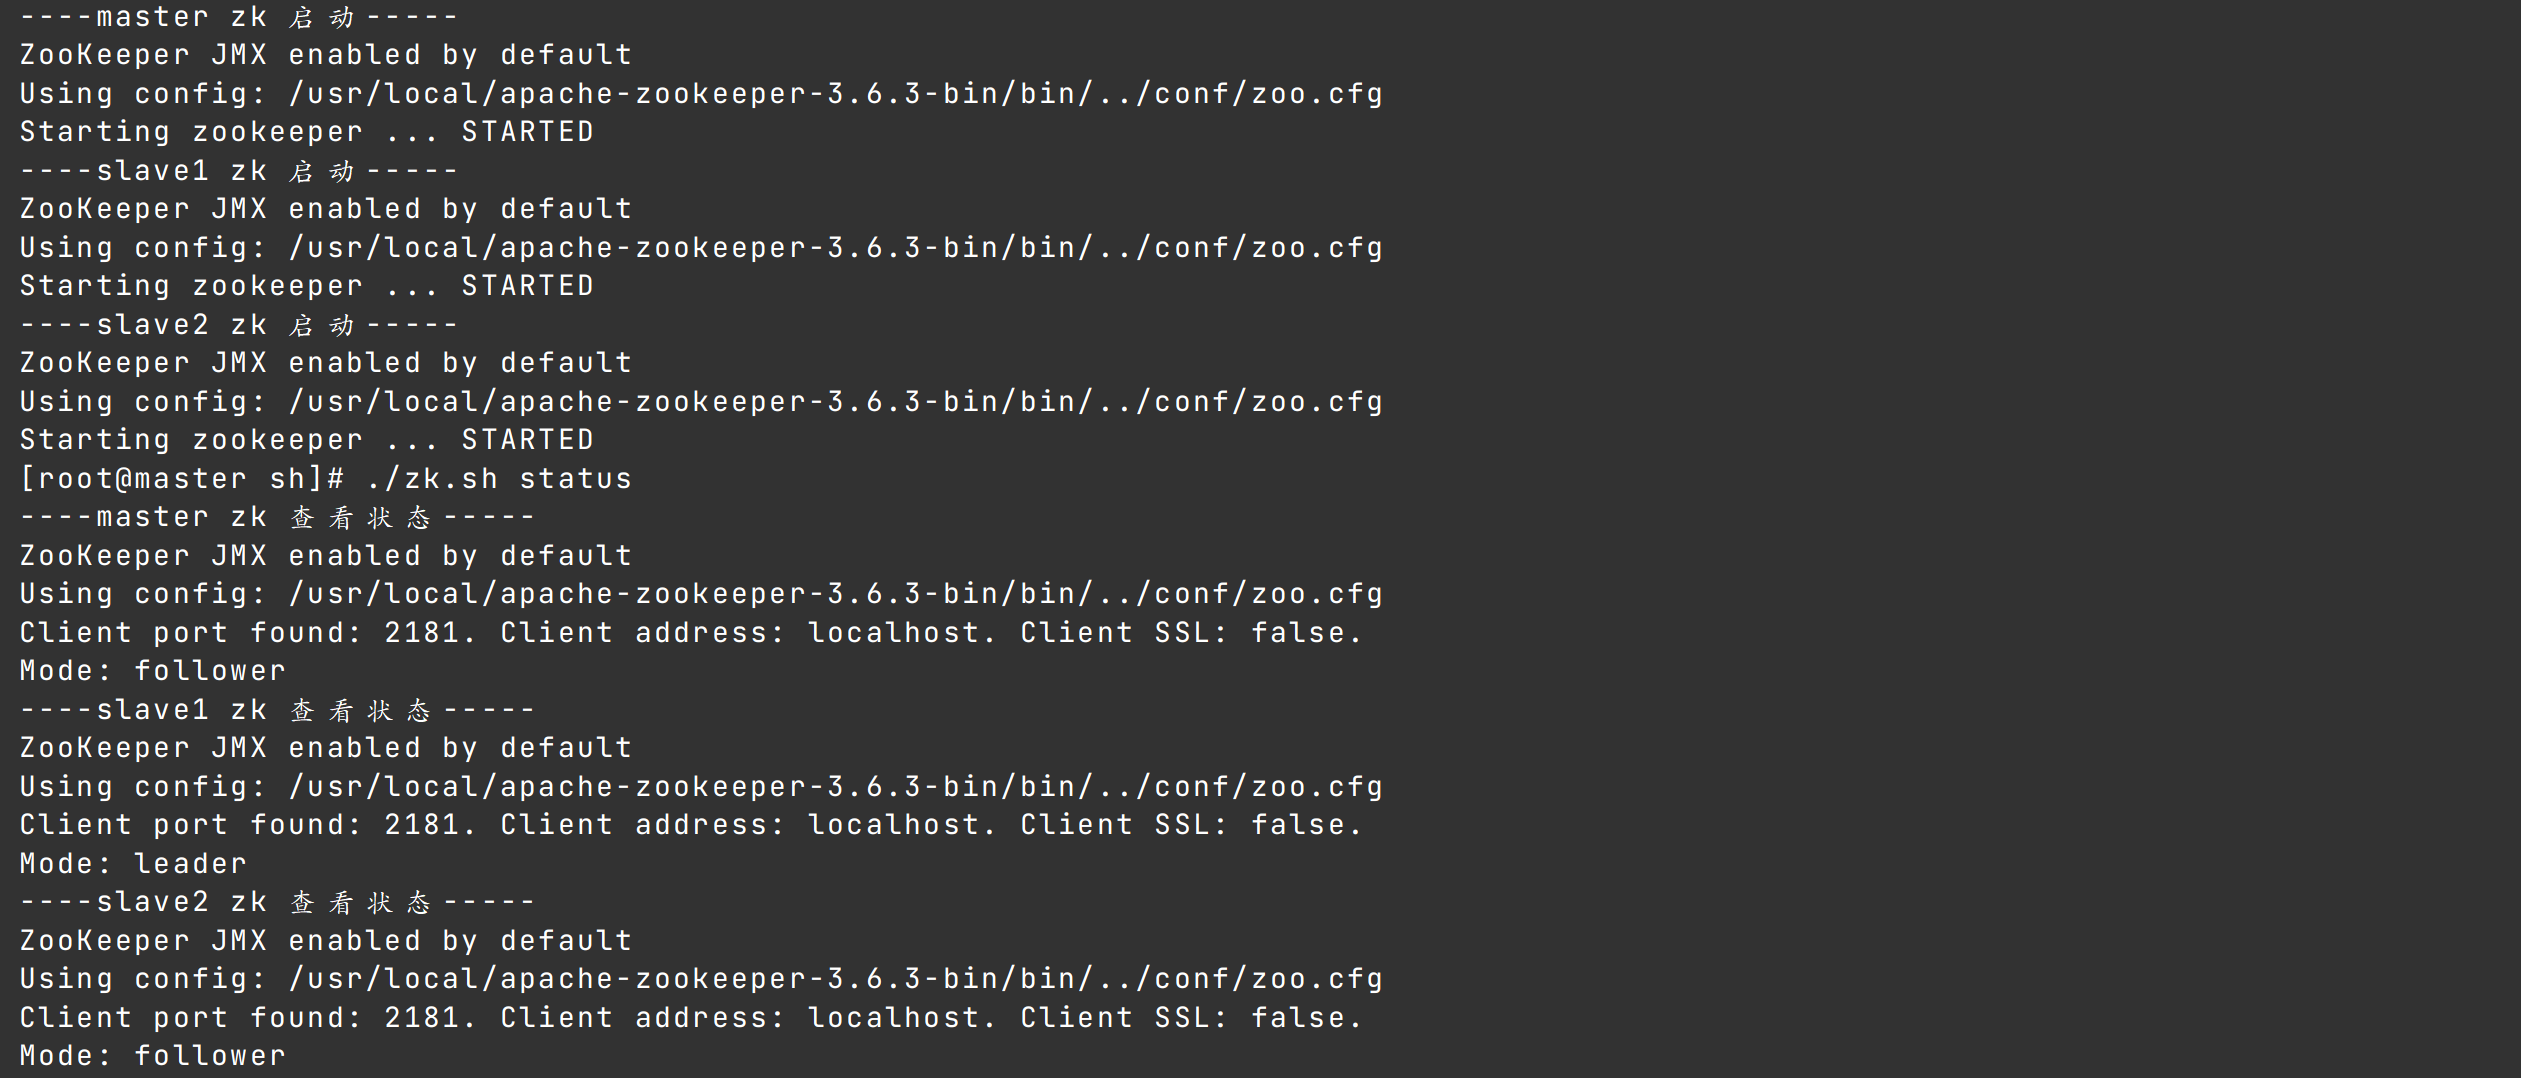 ----master zk 启动-----
ZooKeeper JMX enabled by default
Using config: /usr/local/apache-zookeeper-3.6.3-bin/bin/../conf/zoo.cfg
Starting zookeeper ... STARTED
----slave1 zk 启动-----
ZooKeeper JMX enabled by default
Using config: /usr/local/apache-zookeeper-3.6.3-bin/bin/../conf/zoo.cfg
Starting zookeeper ... STARTED
----slave2 zk 启动-----
ZooKeeper JMX enabled by default
Using config: /usr/local/apache-zookeeper-3.6.3-bin/bin/../conf/zoo.cfg
Starting zookeeper ... STARTED
[root@master sh]# ./zk.sh status
----master zk 查看状态-----
ZooKeeper JMX enabled by default
Using config: /usr/local/apache-zookeeper-3.6.3-bin/bin/../conf/zoo.cfg
Client port found: 2181. Client address: localhost. Client SSL: false.
Mode: follower
----slave1 zk 查看状态-----
ZooKeeper JMX enabled by default
Using config: /usr/local/apache-zookeeper-3.6.3-bin/bin/../conf/zoo.cfg
Client port found: 2181. Client address: localhost. Client SSL: false.
Mode: leader
----slave2 zk 查看状态-----
ZooKeeper JMX enabled by default
Using config: /usr/local/apache-zookeeper-3.6.3-bin/bin/../conf/zoo.cfg
Client port found: 2181. Client address: localhost. Client SSL: false.
Mode: follower